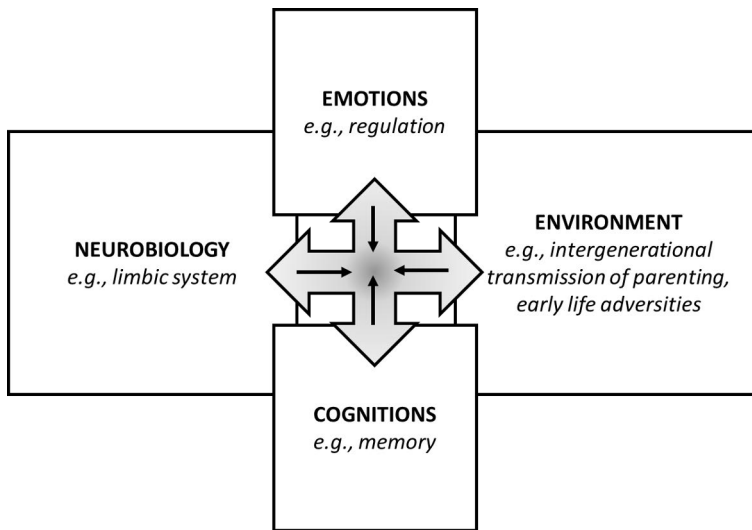 EMOTIONS
e.g., regulation
NEUROBIOLOGY
e.g., limbic system
ENVIRONMENT
e.g., intergenerational
transmission of parenting,
early life adversities
COGNITIONS
e.g., memory